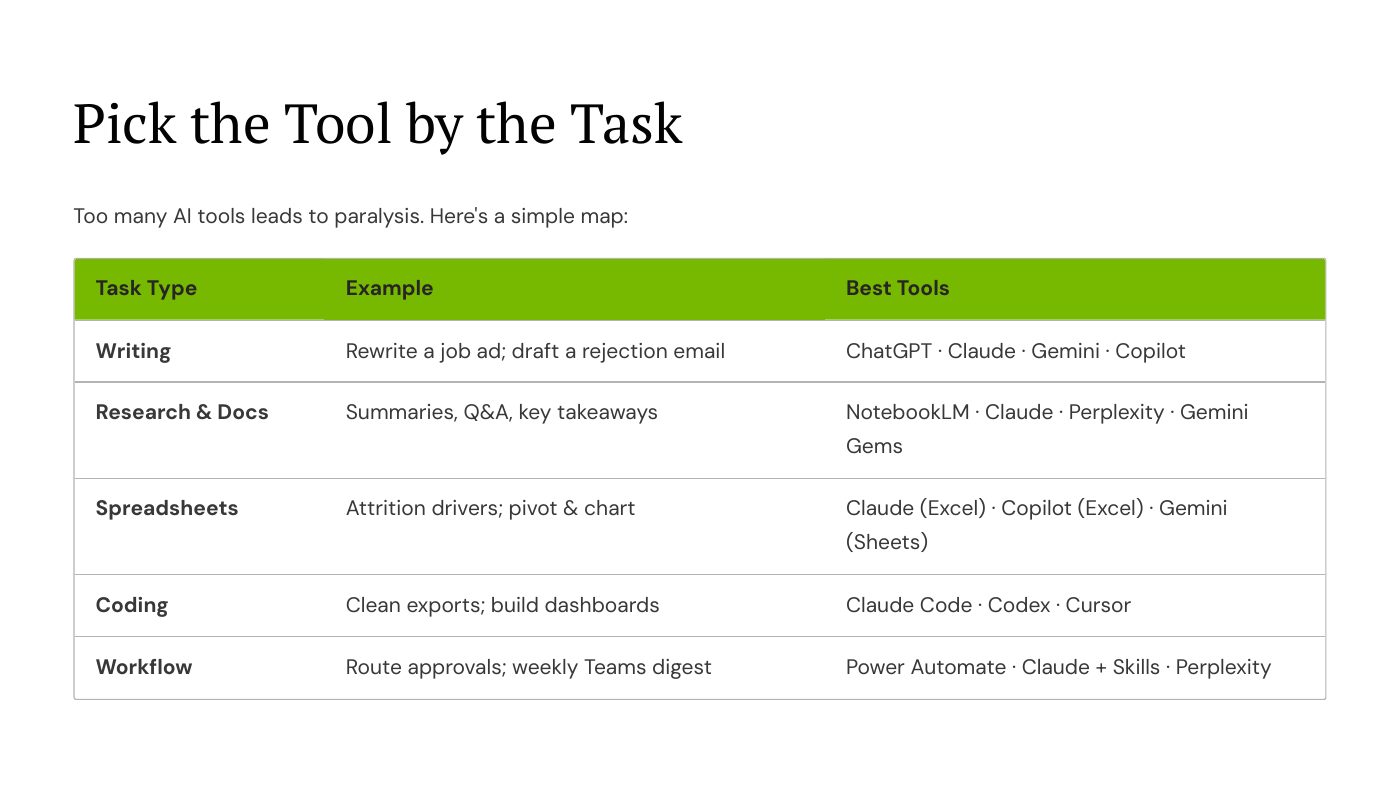 Pick the Tool by the Task
Too many AI tools leads to paralysis. Here's a simple map:
Task Type Example Best Tools
Writing Rewrite a job ad; draft a rejection email ChatGPT · Claude · Gemini · Copilot
Research & Docs Summaries, Q&A, key takeaways NotebookLM · Claude · Perplexity · Gemini
Gems
Spreadsheets Attrition drivers; pivot & chart Claude (Excel) · Copilot (Excel) · Gemini
(Sheets)
Coding Clean exports; build dashboards Claude Code · Codex · Cursor
Workflow Route approvals; weekly Teams digest Power Automate · Claude + Skills · Perplexity